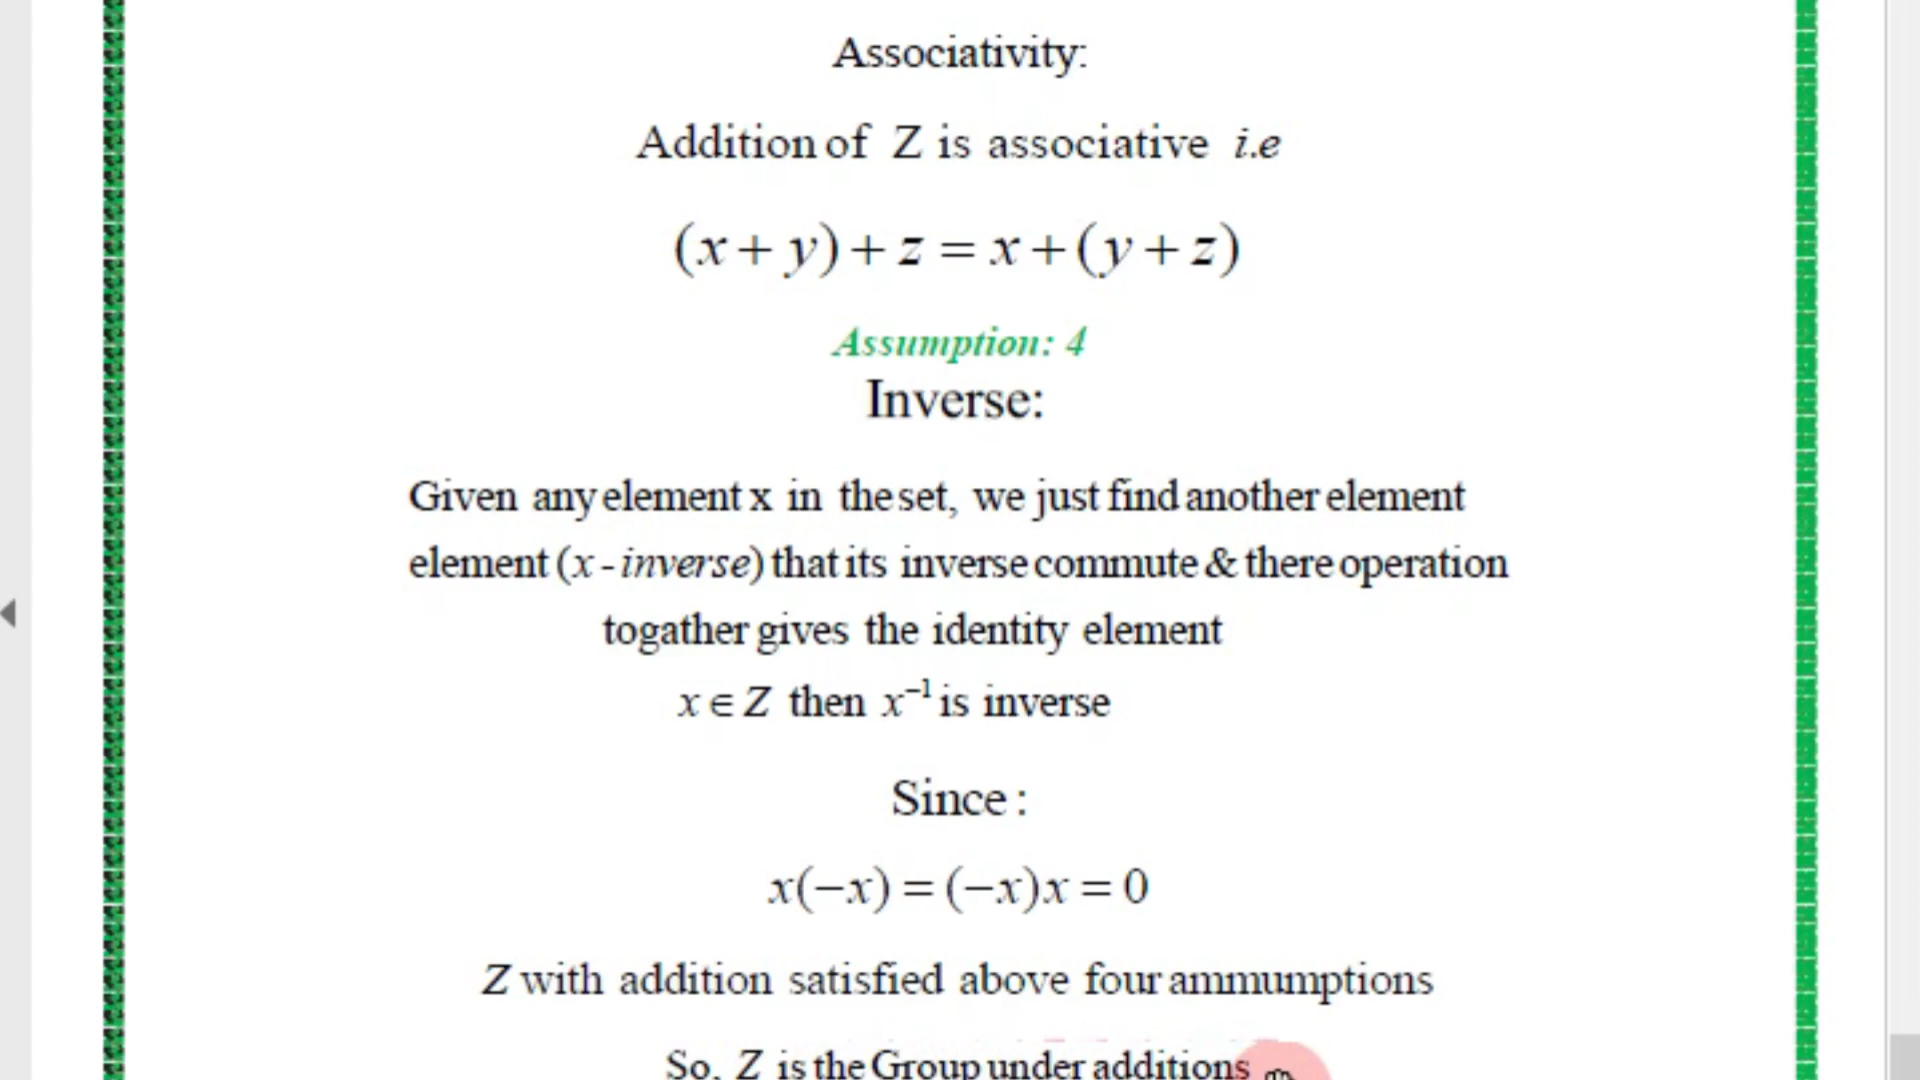 Associativity:
Addition of Z is associative i.e
(x + y) + z = x + (y + z)
Assumption: 4
Inverse:
Given any element x in the set, we just find another element
element (x - inverse) that its inverse commute & there operation
togather gives the identity element
x ∈ Z then x⁻¹ is inverse
Since :
x(−x) = (−x)x = 0
Z with addition satisfied above four ammumptions
So, Z is the Group under additions